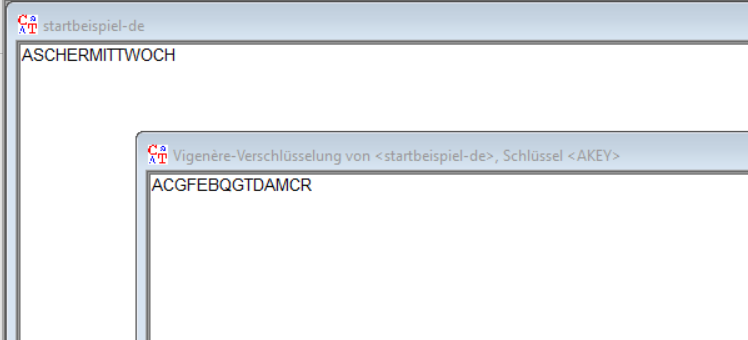 startbeispiel-de
ASCHERMITTWOCH
Vigenère-Verschlüsselung von <startbeispiel-de>, Schlüssel <AKEY>
ACGFEBQGTDAMCR